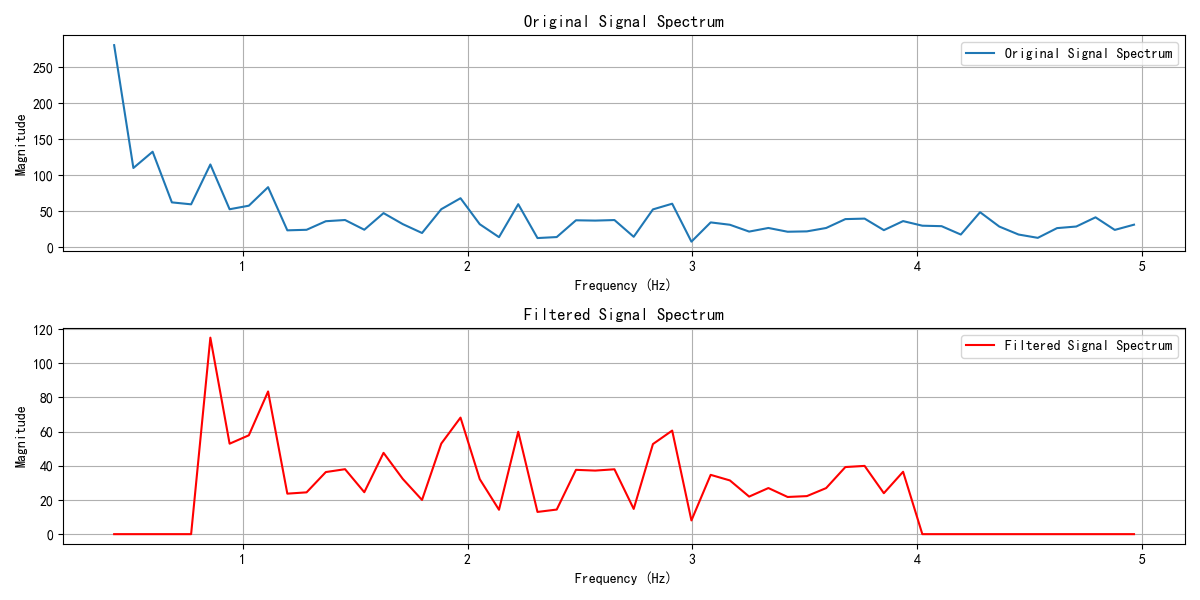 Original Signal Spectrum
Original Signal Spectrum
Magnitude
250
200
150
100
50
0
1 2 3 4 5
Frequency (Hz)
Filtered Signal Spectrum
Filtered Signal Spectrum
Magnitude
120
100
80
60
40
20
0
1 2 3 4 5
Frequency (Hz)